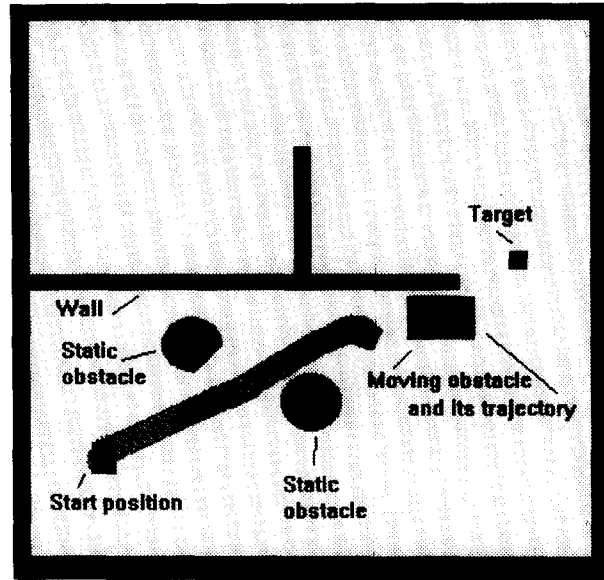 Target
Wall
Static
obstacle
Moving obstacle
and its trajectory
Start position
Static
obstacle